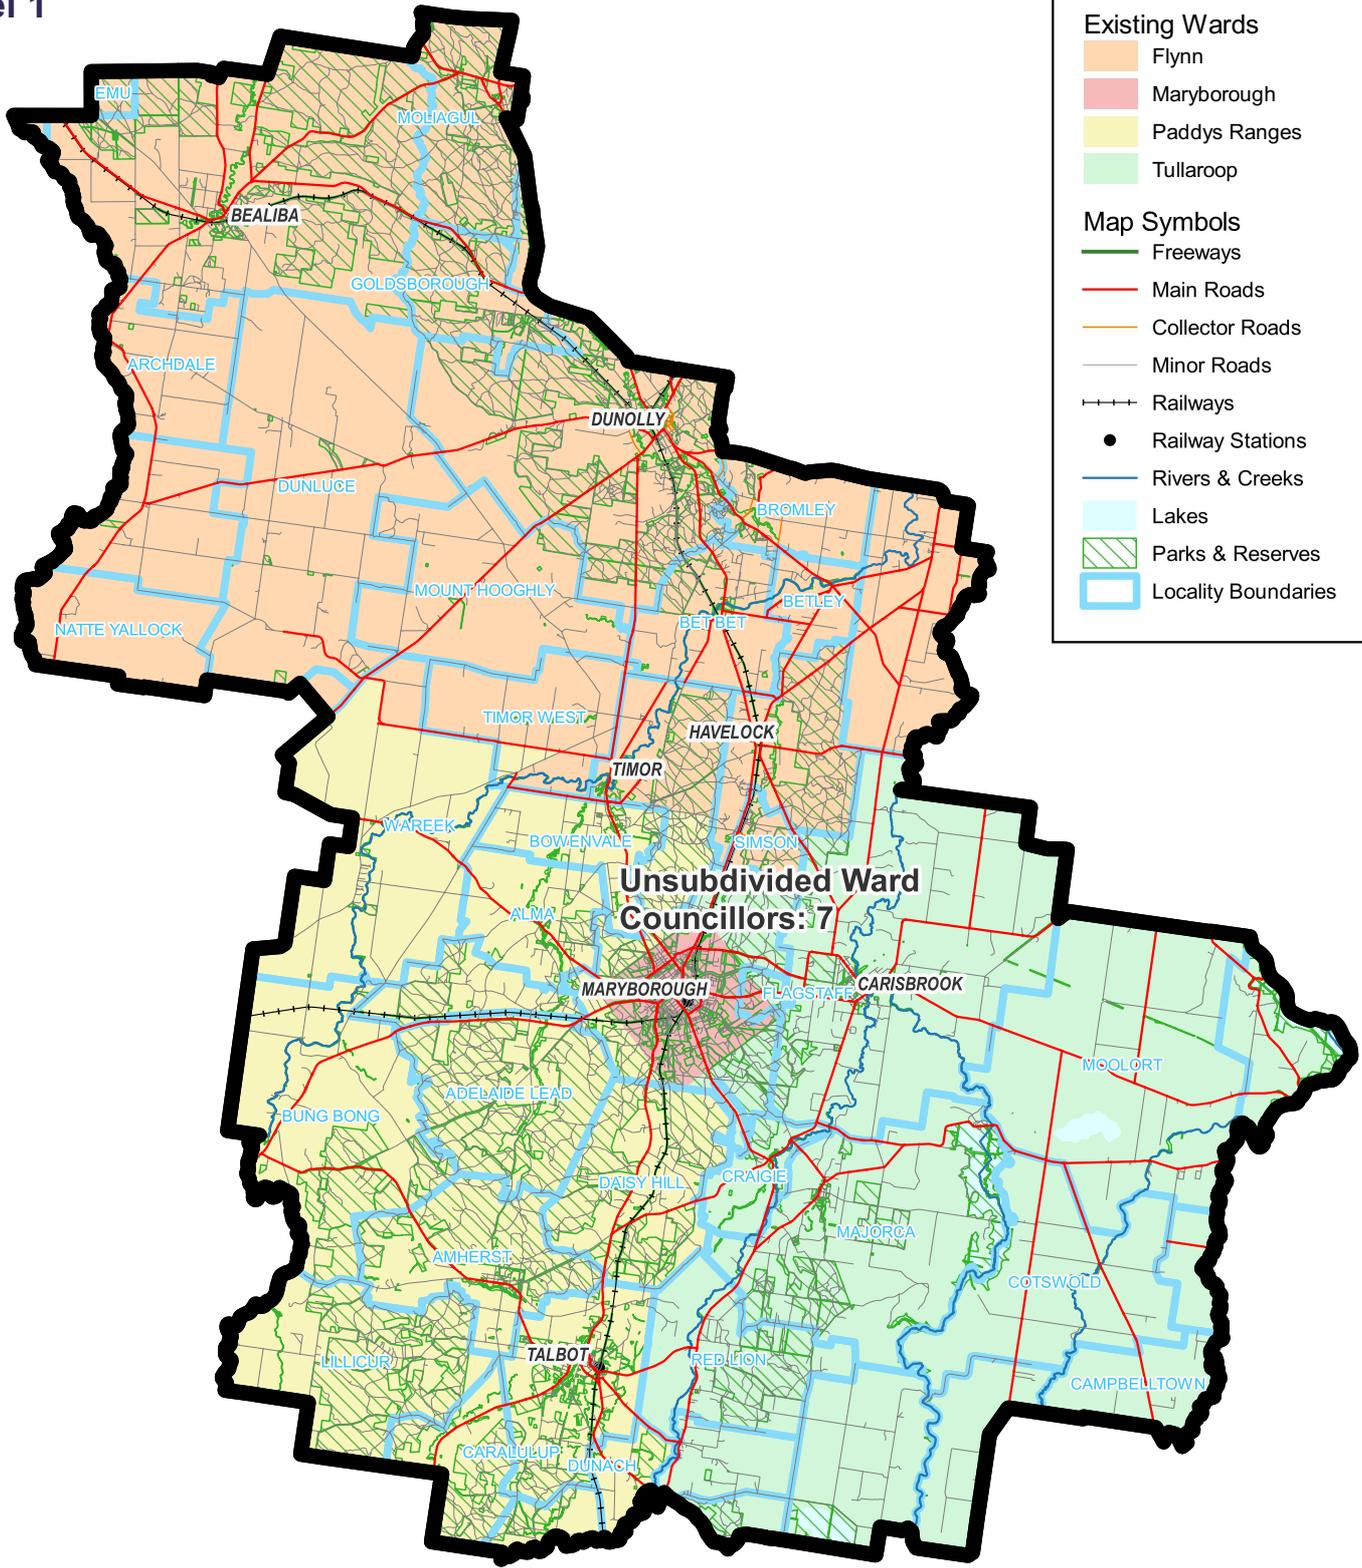 Existing Wards
Flynn
Maryborough
Paddys Ranges
Tullaroop
Map Symbols
Freeways
Main Roads
Collector Roads
Minor Roads
Railways
Railway Stations
Rivers & Creeks
Lakes
Parks & Reserves
Locality Boundaries
EMU
MOLIAGUL
BEALIBA
GOLDSBOROUGH
ARCHDALE
DUNOLLY
DUNLUCE
BROMLEY
MOUNT HOOGHLY
BETLEY
BET BET
NATTE YALLOCK
TIMOR WEST
HAVELOCK
TIMOR
WAREEK
BOWENVALE
SIMSON
Unsubdivided Ward
Councillors: 7
ALMA
MARYBOROUGH
FLAGSTAFF
CARISBROOK
MOOLORT
ADELAIDE LEAD
BUNG BONG
DAISY HILL
CRAIGIE
MAJORCA
AMHERST
COTSWOLD
TALBOT
LILLICUR
RED LION
CAMPBELLTOWN
CARALULUP
DUNACH